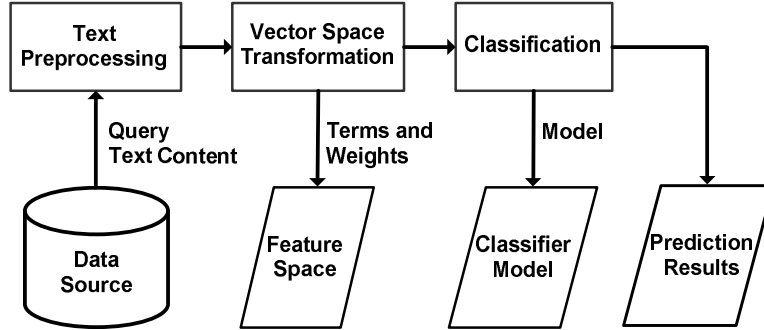 Text
Preprocessing
Vector Space
Transformation
Classification
Query
Text Content
Terms and
Weights
Model
Data
Source
Feature
Space
Classifier
Model
Prediction
Results